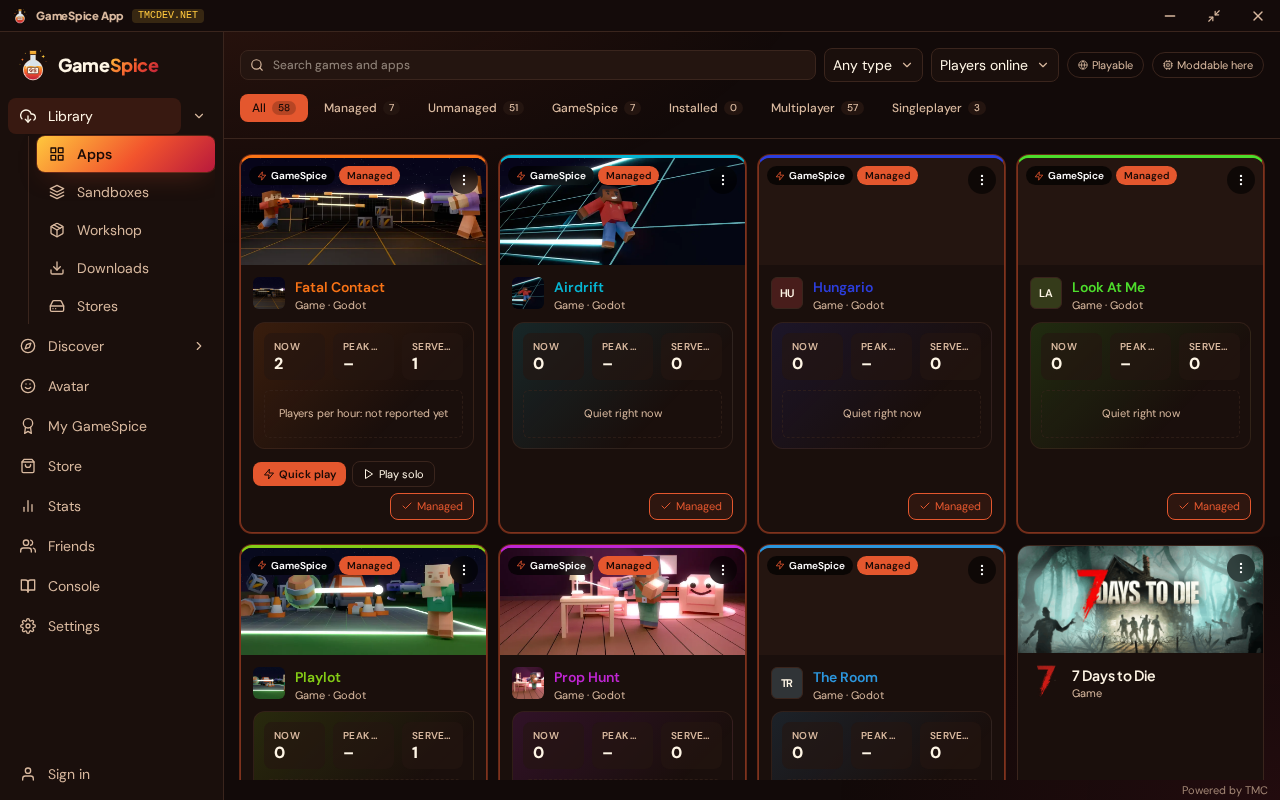 GameSpice App TMCDEV.NET
GameSpice
Search games and apps
Any type
Players online
Playable
Moddable here
All 58
Managed 7
Unmanaged 51
GameSpice 7
Installed 0
Multiplayer 57
Singleplayer 3
Library
Apps
Sandboxes
Workshop
Downloads
Stores
Discover
Avatar
My GameSpice
Store
Stats
Friends
Console
Settings
Sign in
GameSpice Managed
Fatal Contact
Game · Godot
NOW PEAK… SERVE…
2 – 1
Players per hour: not reported yet
Quick play Play solo
Managed
GameSpice Managed
Airdrift
Game · Godot
NOW PEAK… SERVE…
0 – 0
Quiet right now
Managed
GameSpice Managed
HU Hungario
Game · Godot
NOW PEAK… SERVE…
0 – 0
Quiet right now
Managed
GameSpice Managed
LA Look At Me
Game · Godot
NOW PEAK… SERVE…
0 – 0
Quiet right now
Managed
GameSpice Managed
Playlot
Game · Godot
NOW PEAK… SERVE…
0 – 1
GameSpice Managed
Prop Hunt
Game · Godot
NOW PEAK… SERVE…
0 – 0
GameSpice Managed
TR The Room
Game · Godot
NOW PEAK… SERVE…
0 – 0
7 DAYS TO DIE
7 7 Days to Die
Game
Powered by TMC